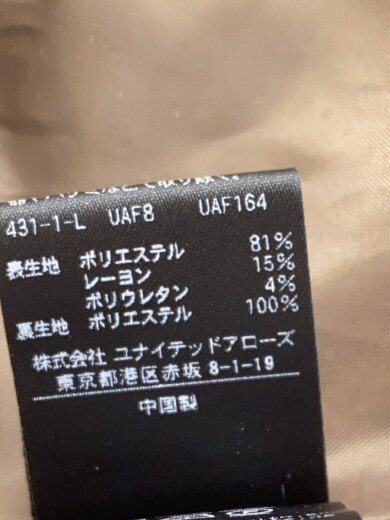 431-1-L UAF8 UAF164
表生地 ポリエステル 81%
レーヨン 15%
ポリウレタン 4%
裏生地 ポリエステル 100%
株式会社 ユナイテッドアローズ
東京都港区赤坂 8-1-19
中国製